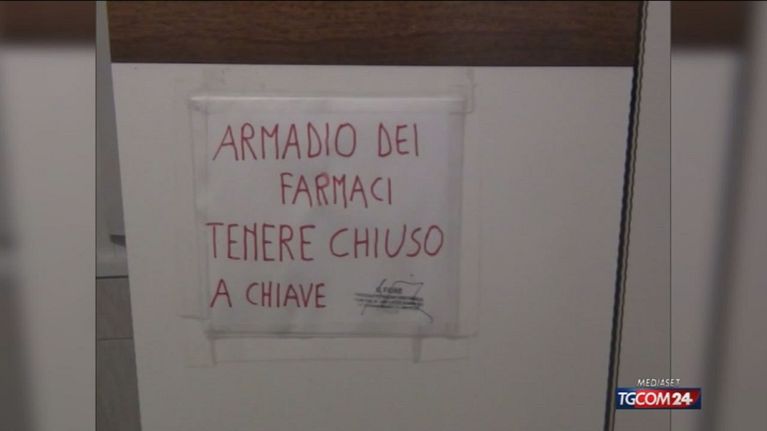 ARMADIO DEI
FARMACI
TENERE CHIUSO
A CHIAVE
MEDIASET
TGCOM24